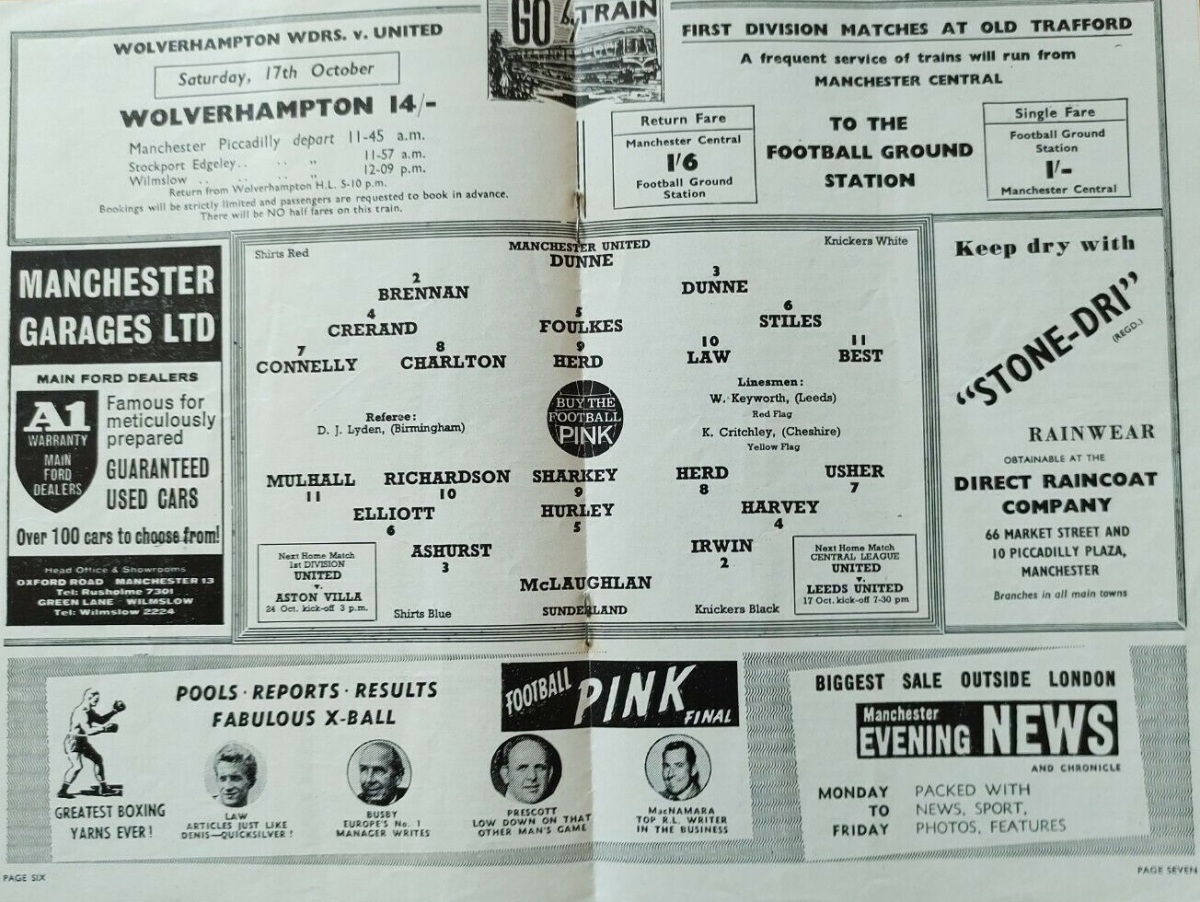 WOLVERHAMPTON WDRS. v. UNITED
Saturday, 17th October
WOLVERHAMPTON 14/-
Manchester Piccadilly depart 11-45 a.m.
Stockport Edgeley.. .. .. „ 11-57 a.m.
Wilmslow .. .. .. .. „ 12-09 p.m.
Return from Wolverhampton H.L. 5-10 p.m.
Bookings will be strictly limited and passengers are requested to book in advance.
There will be NO half fares on this train.
GO by TRAIN
FIRST DIVISION MATCHES AT OLD TRAFFORD
A frequent service of trains will run from
MANCHESTER CENTRAL
Return Fare
Manchester Central
1/6
Football Ground
Station
TO THE
FOOTBALL GROUND
STATION
Single Fare
Football Ground
Station
1/-
Manchester Central
MANCHESTER
GARAGES LTD
MAIN FORD DEALERS
A1
WARRANTY
MAIN
FORD
DEALERS
Famous for
meticulously
prepared
GUARANTEED
USED CARS
Over 100 cars to choose from!
Head Office & Showrooms
OXFORD ROAD MANCHESTER 13
Tel: Rusholme 7301
GREEN LANE · WILMSLOW
Tel: Wilmslow 2224
Shirts Red
MANCHESTER UNITED
Knickers White
DUNNE
2
BRENNAN
3
DUNNE
4
CRERAND
5
FOULKES
6
STILES
7
CONNELLY
8
CHARLTON
9
HERD
10
LAW
11
BEST
Referee:
D. J. Lyden, (Birmingham)
BUY THE
FOOTBALL
PINK
Linesmen:
W. Keyworth, (Leeds)
Red Flag
K. Critchley, (Cheshire)
Yellow Flag
MULHALL
11
RICHARDSON
10
SHARKEY
9
HERD
8
USHER
7
ELLIOTT
6
HURLEY
5
HARVEY
4
ASHURST
3
IRWIN
2
McLAUGHLAN
Next Home Match
1st DIVISION
UNITED
v.
ASTON VILLA
24 Oct. kick-off 3 p.m.
Shirts Blue
SUNDERLAND
Knickers Black
Next Home Match
CENTRAL LEAGUE
UNITED
v.
LEEDS UNITED
17 Oct. kick-off 7-30 pm
Keep dry with
"STONE-DRI"
(REGD.)
RAINWEAR
OBTAINABLE AT THE
DIRECT RAINCOAT
COMPANY
66 MARKET STREET AND
10 PICCADILLY PLAZA,
MANCHESTER
Branches in all main towns
POOLS · REPORTS · RESULTS
FABULOUS X-BALL
FOOTBALL PINK FINAL
GREATEST BOXING
YARNS EVER!
LAW
ARTICLES JUST LIKE
DENIS—QUICKSILVER!
BUSBY
EUROPE'S No. 1
MANAGER WRITES
PRESCOTT
LOW DOWN ON THAT
OTHER MAN'S GAME
MacNAMARA
TOP R.L. WRITER
IN THE BUSINESS
BIGGEST SALE OUTSIDE LONDON
Manchester
EVENING NEWS
AND CHRONICLE
MONDAY
TO
FRIDAY
PACKED WITH
NEWS, SPORT,
PHOTOS, FEATURES
PAGE SIX
PAGE SEVEN